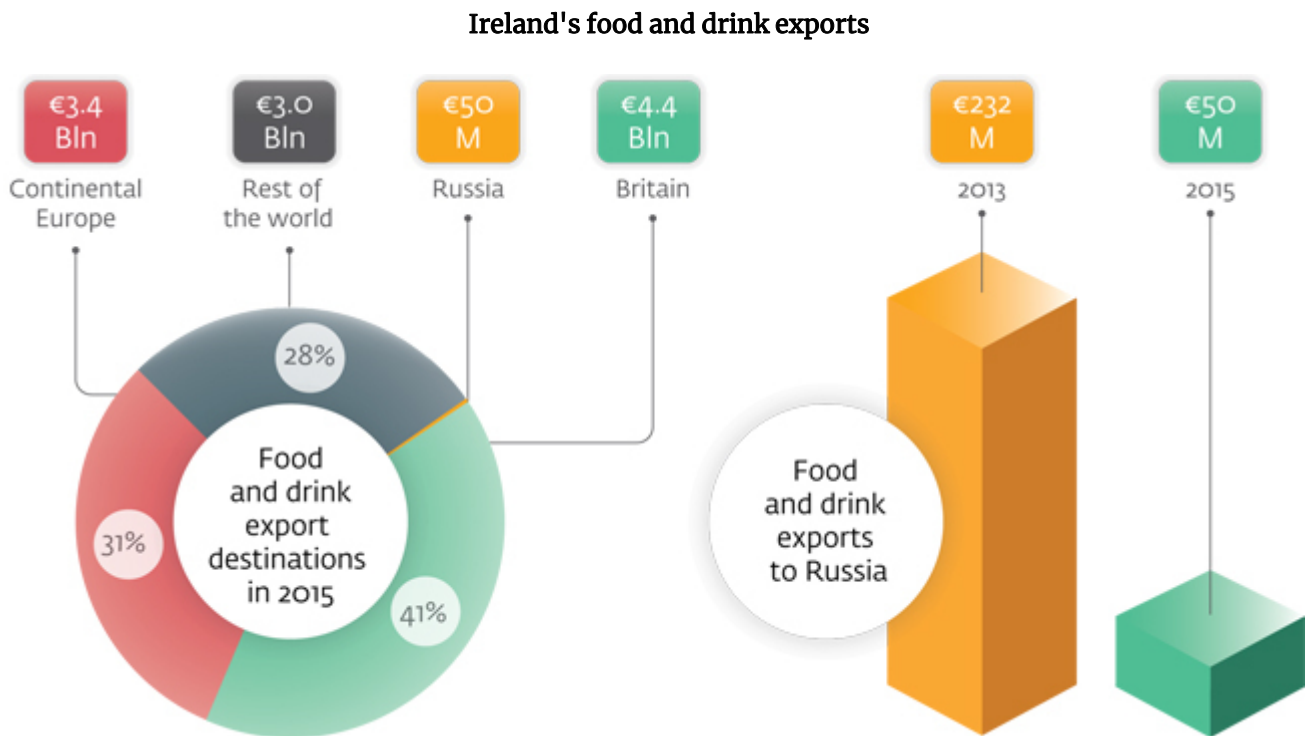 Ireland's food and drink exports
€3.4
Bln
Continental
Europe
€3.0
Bln
Rest of
the world
€50
M
Russia
€4.4
Bln
Britain
28%
31%
41%
Food
and drink
export
destinations
in 2015
€232
M
2013
€50
M
2015
Food
and drink
exports
to Russia